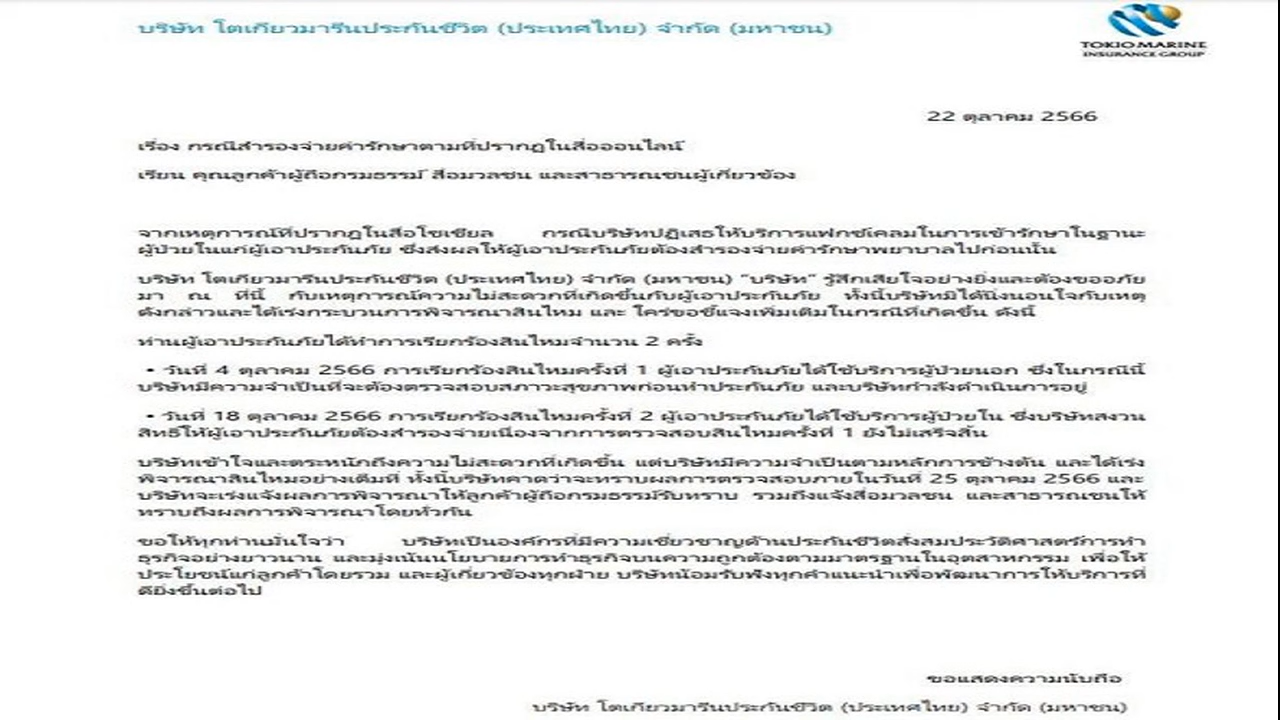 บริษัท โตเกียวมารีนประกันชีวิต (ประเทศไทย) จำกัด (มหาชน)
TOKIO MARINE
INSURANCE GROUP
22 ตุลาคม 2566
เรื่อง กรณีสำรองจ่ายค่ารักษาตามที่ปรากฏในสื่อออนไลน์
เรียน คุณลูกค้าผู้ถือกรมธรรม์ สื่อมวลชน และสาธารณชนผู้เกี่ยวข้อง
จากเหตุการณ์ที่ปรากฏในสื่อโซเชียล กรณีบริษัทปฏิเสธให้บริการแฟกซ์เคลมในการเข้ารักษาในฐานะ
ผู้ป่วยในแก่ผู้เอาประกันภัย ซึ่งส่งผลให้ผู้เอาประกันภัยต้องสำรองจ่ายค่ารักษาพยาบาลไปก่อนนั้น
บริษัท โตเกียวมารีนประกันชีวิต (ประเทศไทย) จำกัด (มหาชน) "บริษัท" รู้สึกเสียใจอย่างยิ่งและต้องขออภัย
มา ณ ที่นี้ กับเหตุการณ์ความไม่สะดวกที่เกิดขึ้นกับผู้เอาประกันภัย ทั้งนี้บริษัทมิได้นิ่งนอนใจกับเหตุ
ดังกล่าวและได้เร่งกระบวนการพิจารณาสินไหม และ ใคร่ขอชี้แจงเพิ่มเติมในกรณีที่เกิดขึ้น ดังนี้
ท่านผู้เอาประกันภัยได้ทำการเรียกร้องสินไหมจำนวน 2 ครั้ง
• วันที่ 4 ตุลาคม 2566 การเรียกร้องสินไหมครั้งที่ 1 ผู้เอาประกันภัยได้ใช้บริการผู้ป่วยนอก ซึ่งในกรณีนี้
บริษัทมีความจำเป็นที่จะต้องตรวจสอบสภาวะสุขภาพก่อนทำประกันภัย และบริษัทกำลังดำเนินการอยู่
• วันที่ 18 ตุลาคม 2566 การเรียกร้องสินไหมครั้งที่ 2 ผู้เอาประกันภัยได้ใช้บริการผู้ป่วยใน ซึ่งบริษัทสงวน
สิทธิ์ให้ผู้เอาประกันภัยต้องสำรองจ่ายเนื่องจากการตรวจสอบสินไหมครั้งที่ 1 ยังไม่เสร็จสิ้น
บริษัทเข้าใจและตระหนักถึงความไม่สะดวกที่เกิดขึ้น แต่บริษัทมีความจำเป็นตามหลักการข้างต้น และได้เร่ง
พิจารณาสินไหมอย่างเต็มที่ ทั้งนี้บริษัทคาดว่าจะทราบผลการตรวจสอบภายในวันที่ 25 ตุลาคม 2566 และ
บริษัทจะเร่งแจ้งผลการพิจารณาให้ลูกค้าผู้ถือกรมธรรม์รับทราบ รวมถึงแจ้งสื่อมวลชน และสาธารณชนให้
ทราบถึงผลการพิจารณาโดยทั่วกัน
ขอให้ทุกท่านมั่นใจว่า บริษัทเป็นองค์กรที่มีความเชี่ยวชาญด้านประกันชีวิตสั่งสมประวัติศาสตร์การทำ
ธุรกิจอย่างยาวนาน และมุ่งเน้นนโยบายการทำธุรกิจบนความถูกต้องตามมาตรฐานในอุตสาหกรรม เพื่อให้
ประโยชน์แก่ลูกค้าโดยรวม และผู้เกี่ยวข้องทุกฝ่าย บริษัทน้อมรับฟังทุกคำแนะนำเพื่อพัฒนาการให้บริการที่
ดียิ่งขึ้นต่อไป
ขอแสดงความนับถือ
บริษัท โตเกียวมารีนประกันชีวิต (ประเทศไทย) จำกัด (มหาชน)